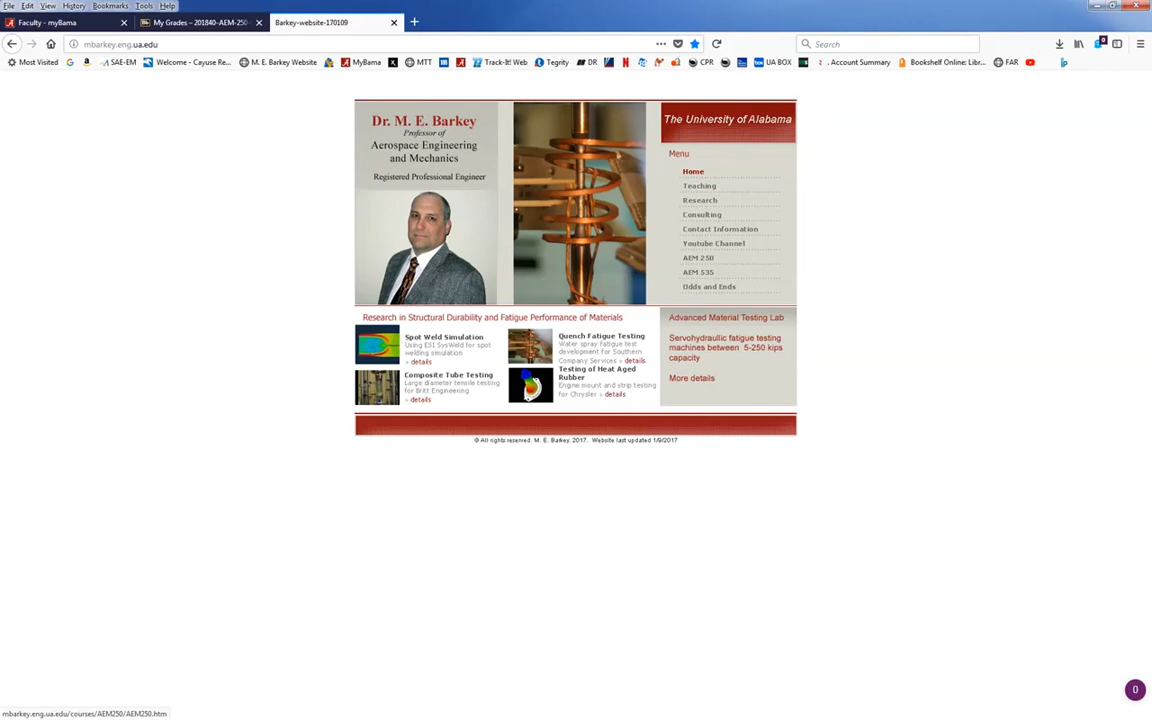 File Edit View History Bookmarks Tools Help
Faculty - myBama
My Grades – 201840-AEM-250
Barkey-website-170109
mbarkey.eng.ua.edu
Search
Most Visited
SAE-EM
Welcome - Cayuse Re...
M. E. Barkey Website
MyBama
MTT
Track-It! Web
Tegrity
DR
CPR
UA BOX
Account Summary
Bookshelf Online: Libr...
FAR
Dr. M. E. Barkey
Professor of
Aerospace Engineering
and Mechanics
Registered Professional Engineer
The University of Alabama
Menu
Home
Teaching
Research
Consulting
Contact Information
Youtube Channel
AEM 250
AEM 535
Odds and Ends
Research in Structural Durability and Fatigue Performance of Materials
Spot Weld Simulation
Using ESI SysWeld for spot
welding simulation
» details
Quench Fatigue Testing
Water spray fatigue test
development for Southern
Company Services » details
Composite Tube Testing
Large diameter tensile testing
for Britt Engineering
» details
Testing of Heat Aged
Rubber
Engine mount and strip testing
for Chrysler » details
Advanced Material Testing Lab
Servohydraullic fatigue testing
machines between 5-250 kips
capacity
More details
© All rights reserved. M. E. Barkey. 2017. Website last updated 1/9/2017
0
mbarkey.eng.ua.edu/courses/AEM250/AEM250.htm